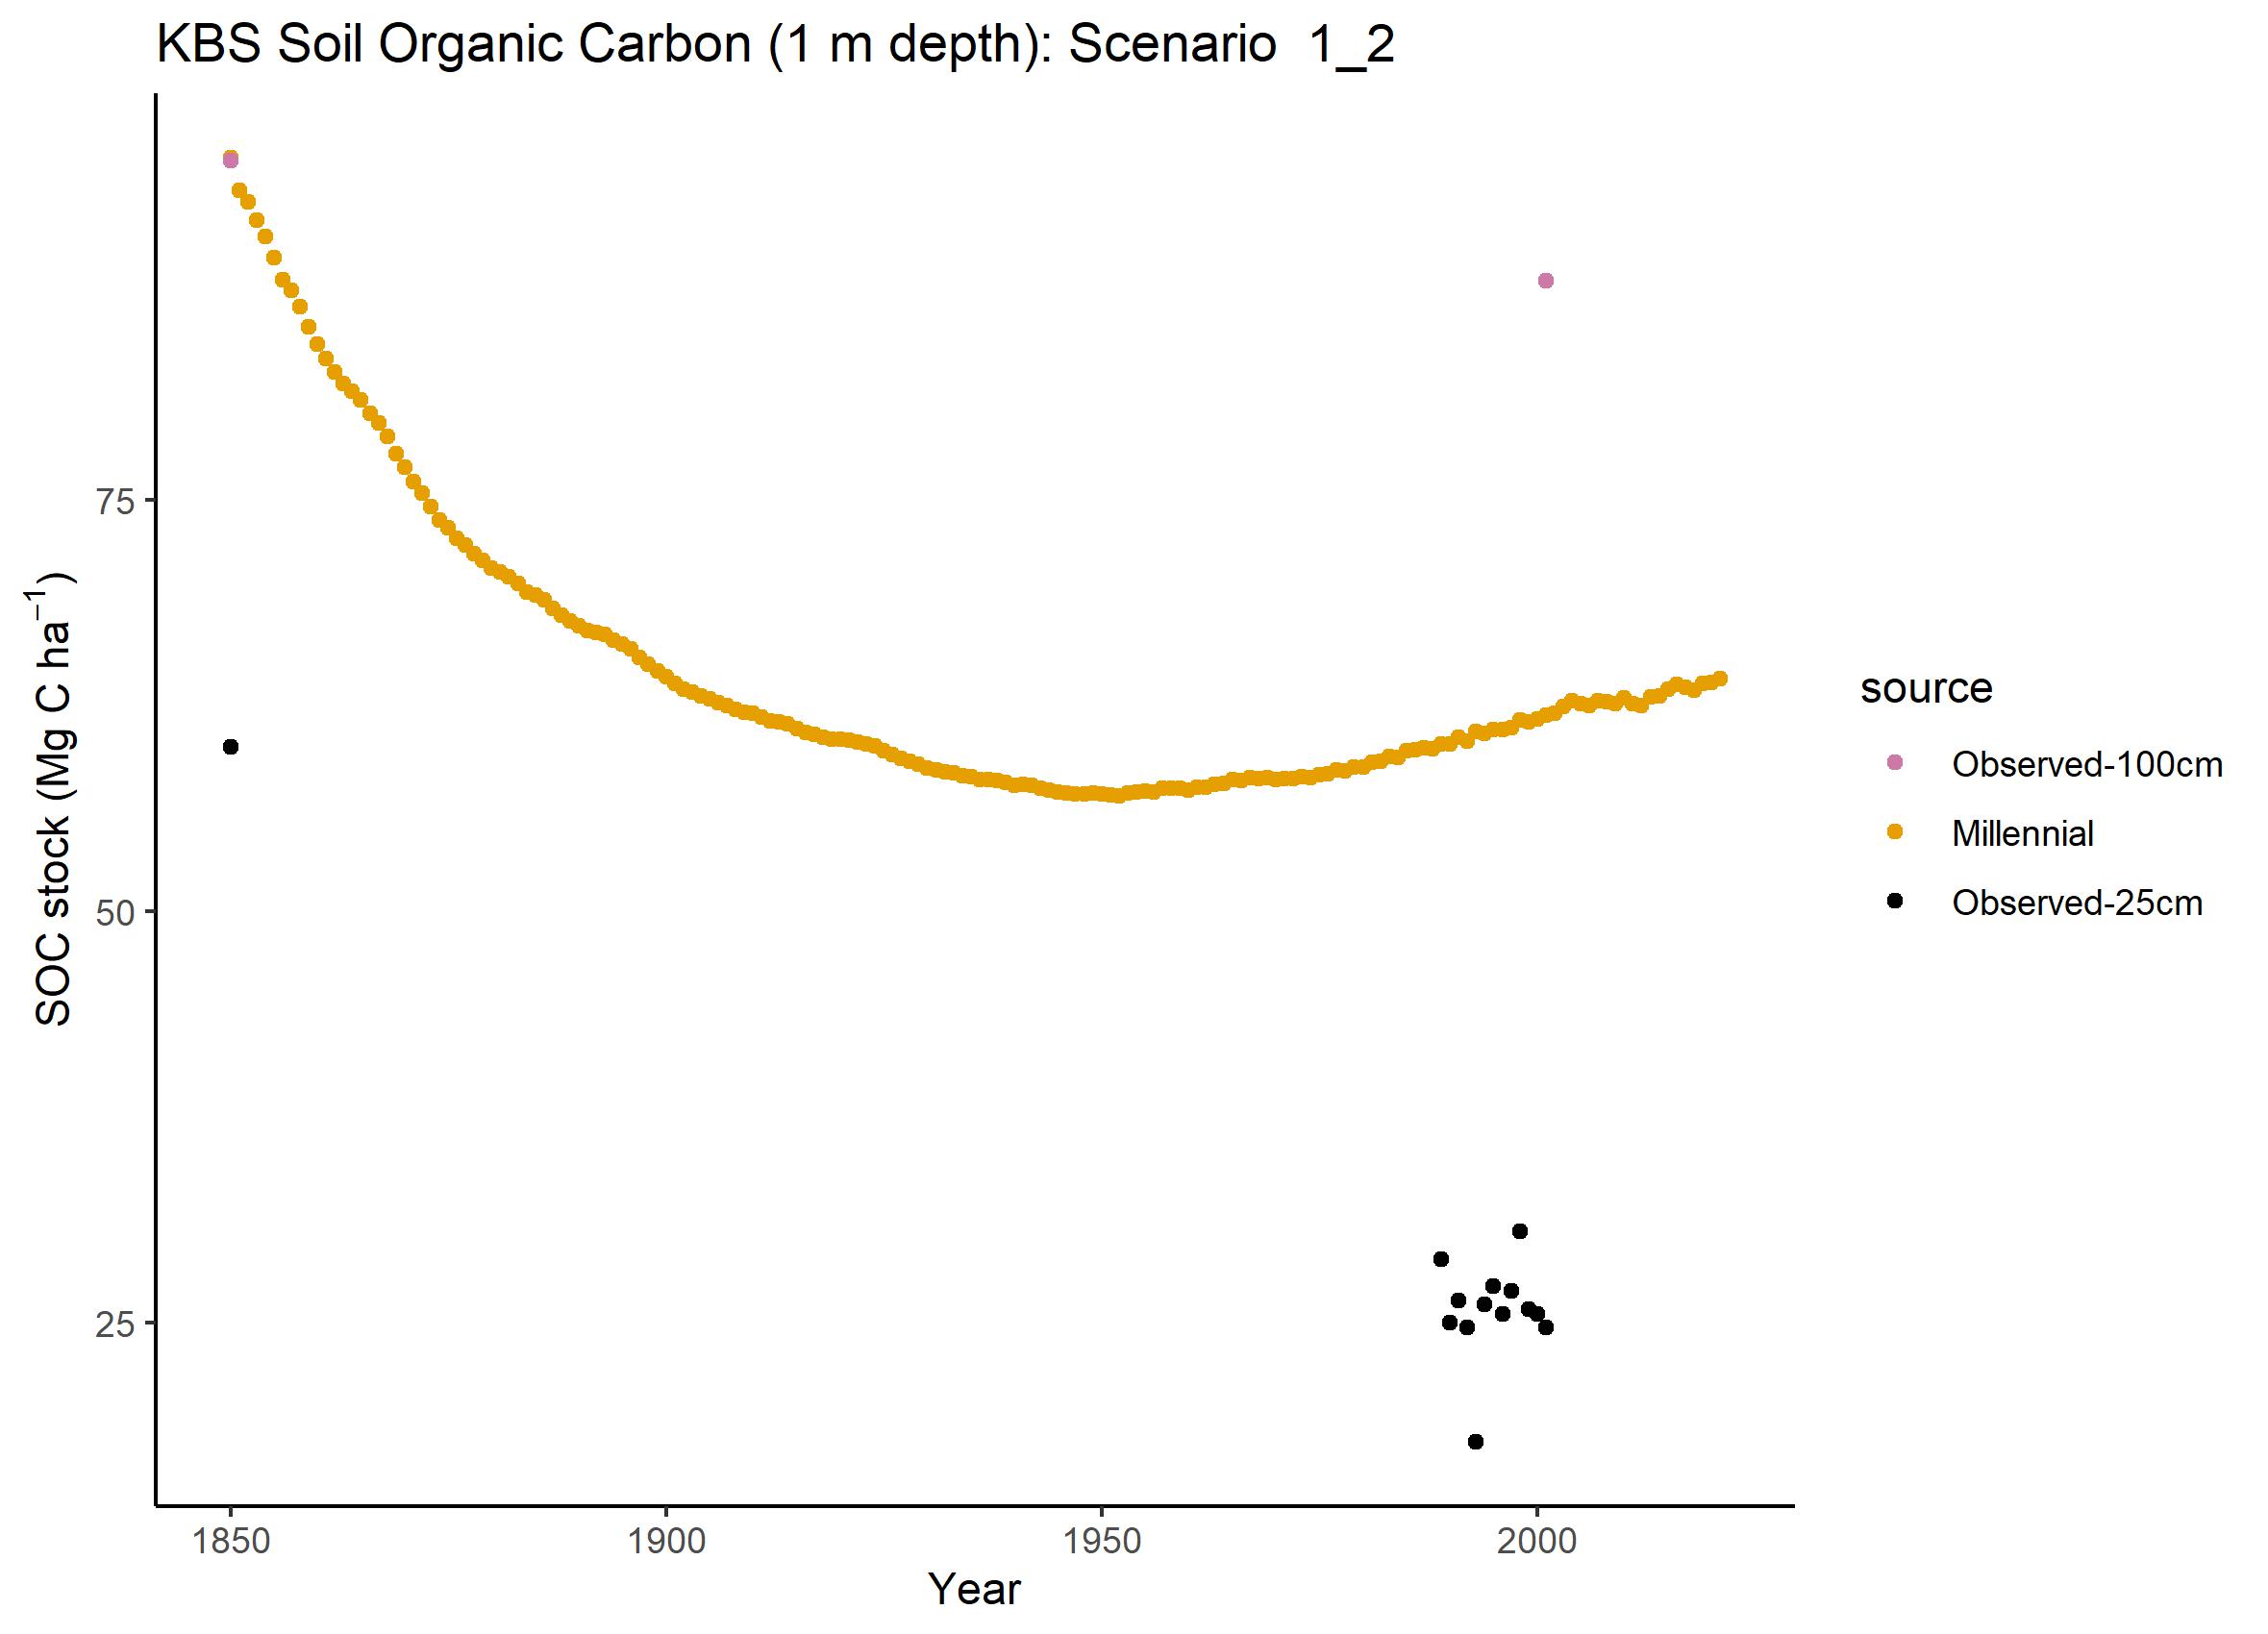 KBS Soil Organic Carbon (1 m depth): Scenario  1_2
SOC stock (Mg C ha⁻¹)
75
50
25
1850
1900
1950
2000
Year
source
Observed-100cm
Millennial
Observed-25cm